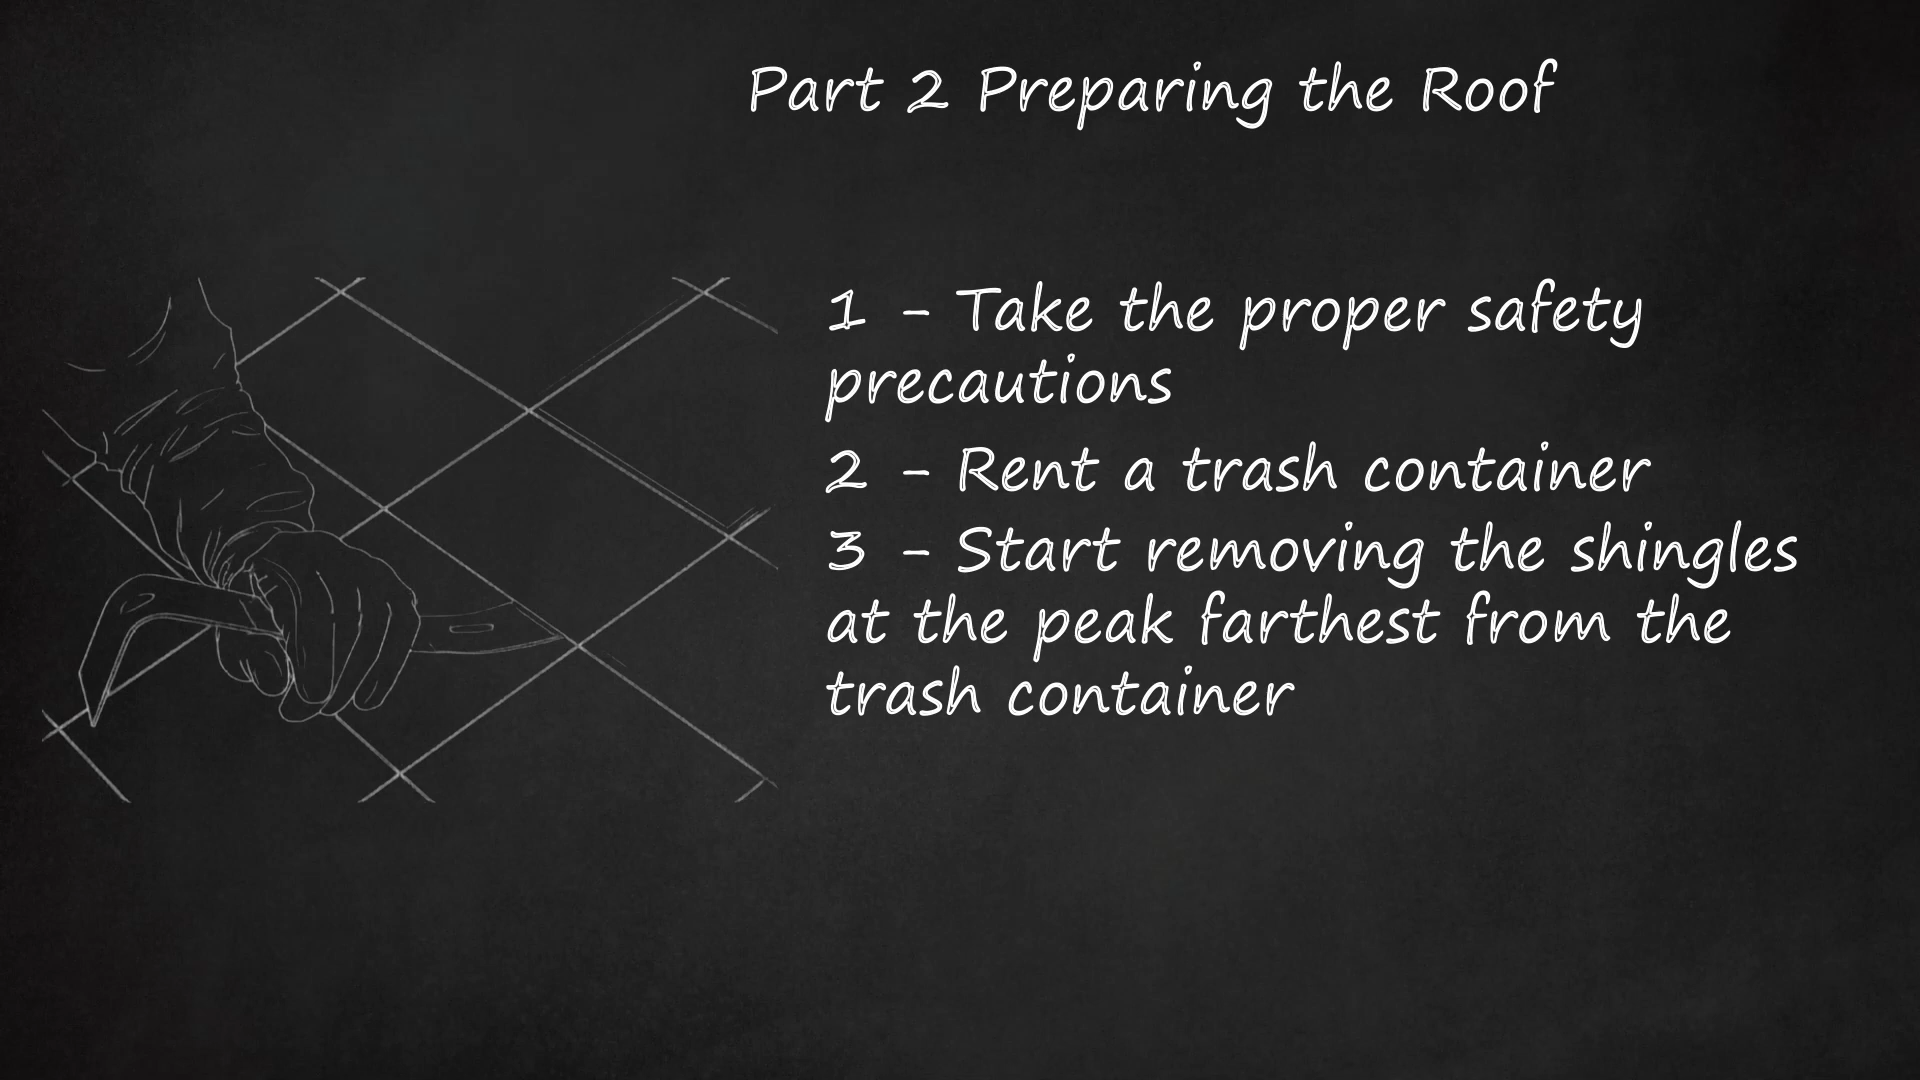 Part 2 Preparing the Roof
1 - Take the proper safety
precautions
2 - Rent a trash container
3 - Start removing the shingles
at the peak farthest from the
trash container